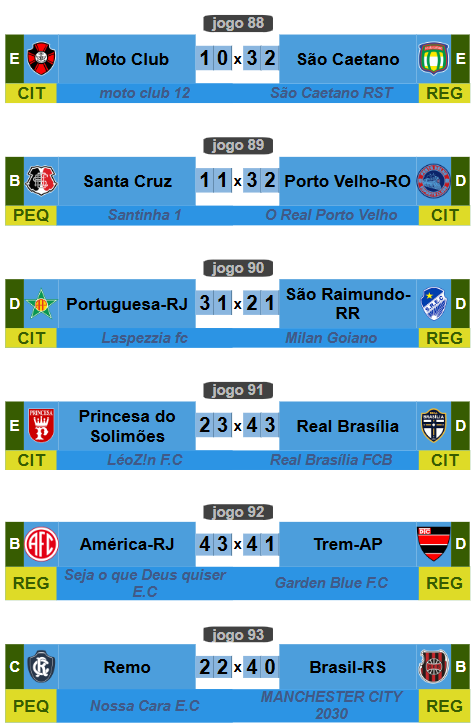 jogo 88
E Moto Club 1 0 x 3 2 São Caetano E
CIT moto club 12 São Caetano RST REG
jogo 89
B Santa Cruz 1 1 x 3 2 Porto Velho-RO D
PEQ Santinha 1 O Real Porto Velho CIT
jogo 90
D Portuguesa-RJ 3 1 x 2 1 São Raimundo-
RR D
CIT Laspezzia fc Milan Goiano REG
jogo 91
E PRINCESA P Princesa do
Solimões 2 3 x 4 3 Real Brasília BRASÍLIA D
CIT LéoZ!n F.C Real Brasília FCB CIT
jogo 92
B AFC América-RJ 4 3 x 4 1 Trem-AP D
REG Seja o que Deus quiser
E.C Garden Blue F.C REG
jogo 93
C Remo 2 2 x 4 0 Brasil-RS B
PEQ Nossa Cara E.C MANCHESTER CITY
2030 REG